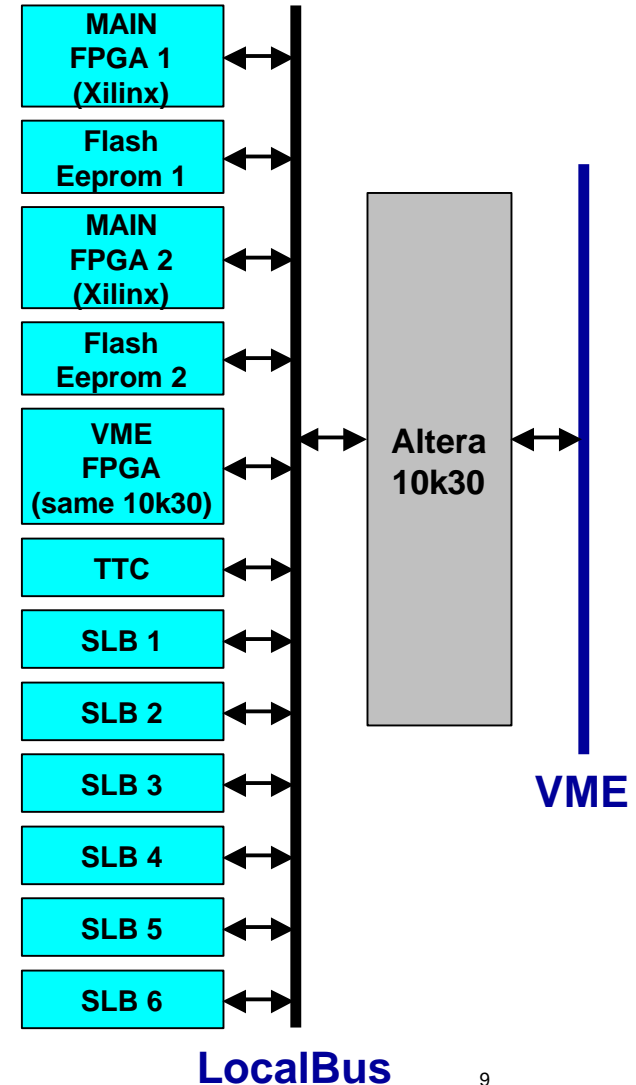 MAIN
FPGA 1
(Xilinx)
Flash
Eeprom 1
MAIN
FPGA 2
(Xilinx)
Flash
Eeprom 2
VME
FPGA
(same 10k30)
TTC
SLB 1
SLB 2
SLB 3
SLB 4
SLB 5
SLB 6
Altera
10k30
VME
LocalBus
9